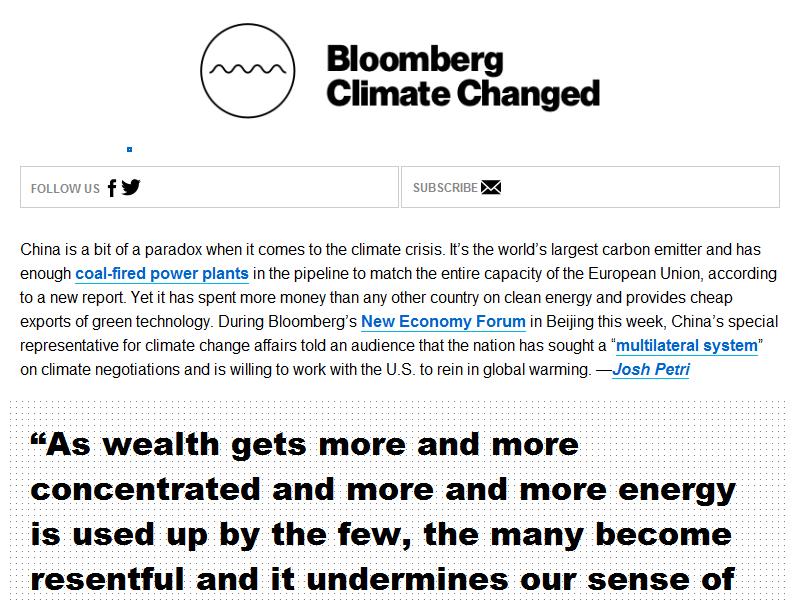 Bloomberg
Climate Changed
FOLLOW US
SUBSCRIBE
China is a bit of a paradox when it comes to the climate crisis. It’s the world’s largest carbon emitter and has
enough coal-fired power plants in the pipeline to match the entire capacity of the European Union, according
to a new report. Yet it has spent more money than any other country on clean energy and provides cheap
exports of green technology. During Bloomberg’s New Economy Forum in Beijing this week, China’s special
representative for climate change affairs told an audience that the nation has sought a “multilateral system”
on climate negotiations and is willing to work with the U.S. to rein in global warming. —Josh Petri
“As wealth gets more and more
concentrated and more and more energy
is used up by the few, the many become
resentful and it undermines our sense of